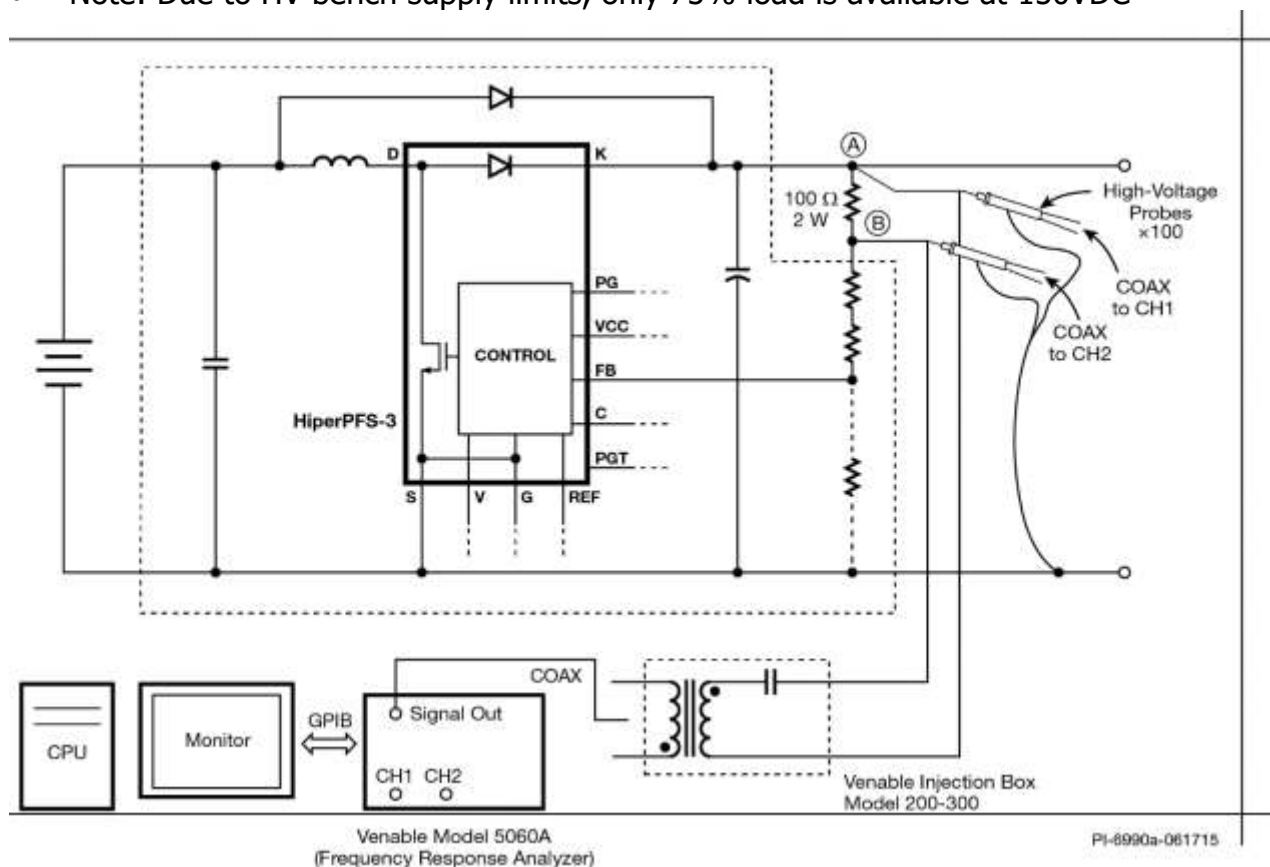 Note: Due to HV bench supply limits, only 75% load is available at 150VDC
D
K
A
100 Ω
2 W
B
High-Voltage
Probes
×100
COAX
to CH1
COAX
to CH2
PG
VCC
CONTROL
FB
HiperPFS-3
C
PGT
S
V
G
REF
COAX
CPU
Monitor
GPIB
Signal Out
CH1 CH2
Venable Injection Box
Model 200-300
Venable Model 5060A
(Frequency Response Analyzer)
PI-6990a-061715